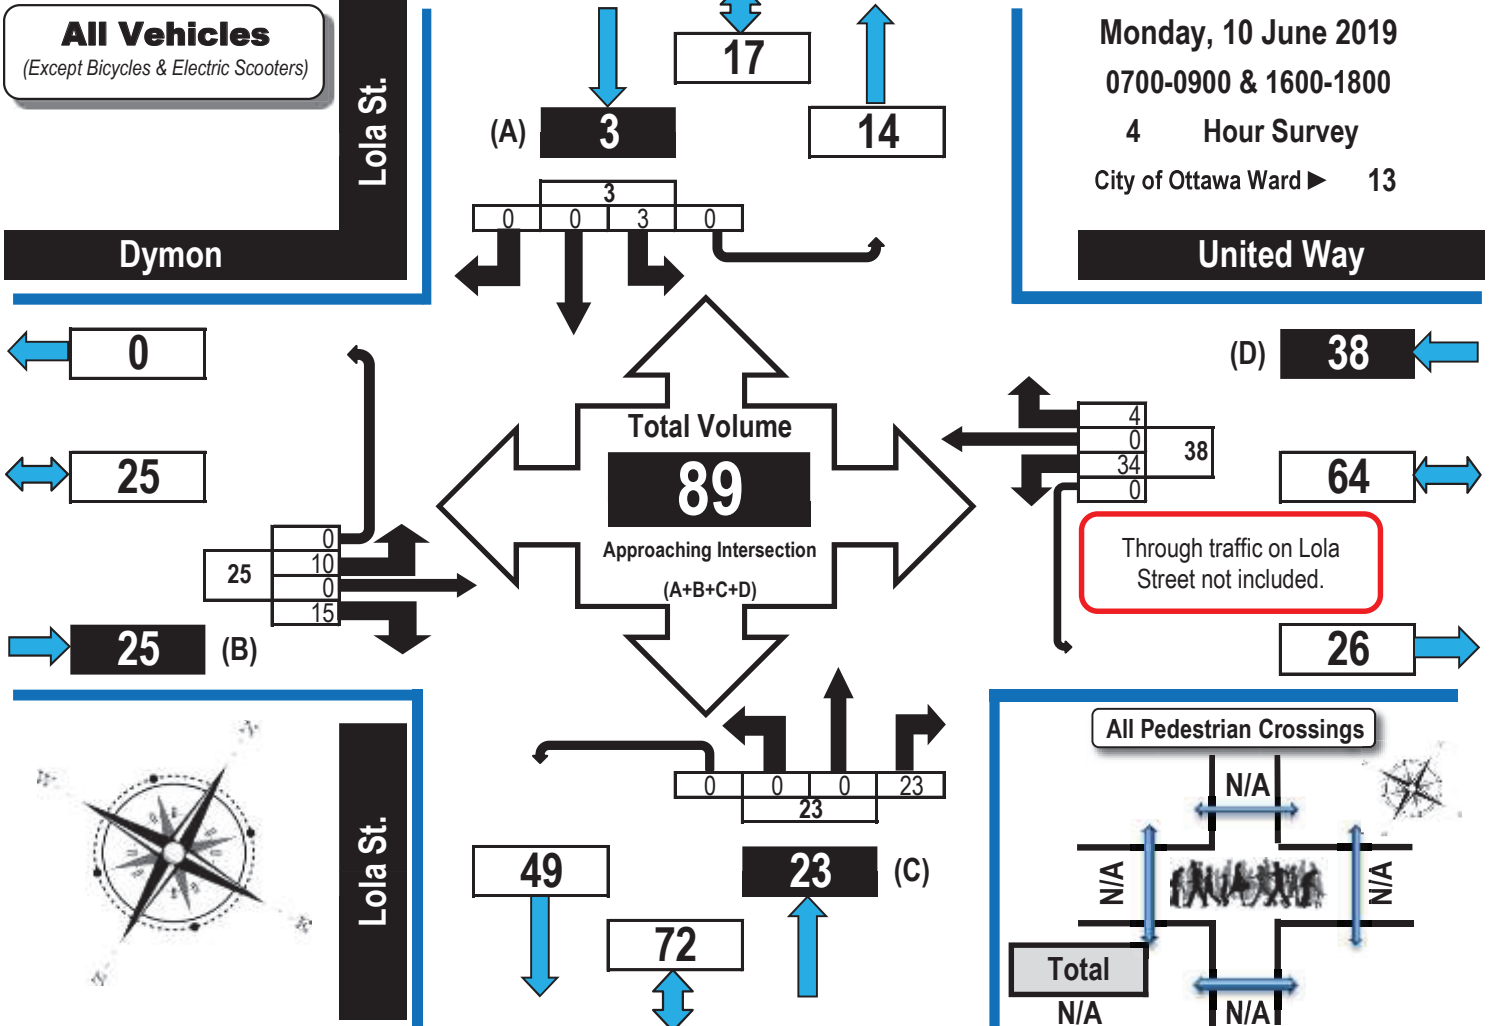 All Vehicles
(Except Bicycles & Electric Scooters)
Lola St.
Dymon
17
(A) 3
14
3
0 0 3 0
Monday, 10 June 2019
0700-0900 & 1600-1800
4 Hour Survey
City of Ottawa Ward ► 13
United Way
0
25
0
10
0
15
25
25 (B)
Total Volume
89
Approaching Intersection
(A+B+C+D)
(D) 38
4
0
34
0
38
64
Through traffic on Lola
Street not included.
26
Lola St.
0 0 0 23
23
49
23 (C)
72
All Pedestrian Crossings
N/A
N/A
N/A
N/A
Total
N/A